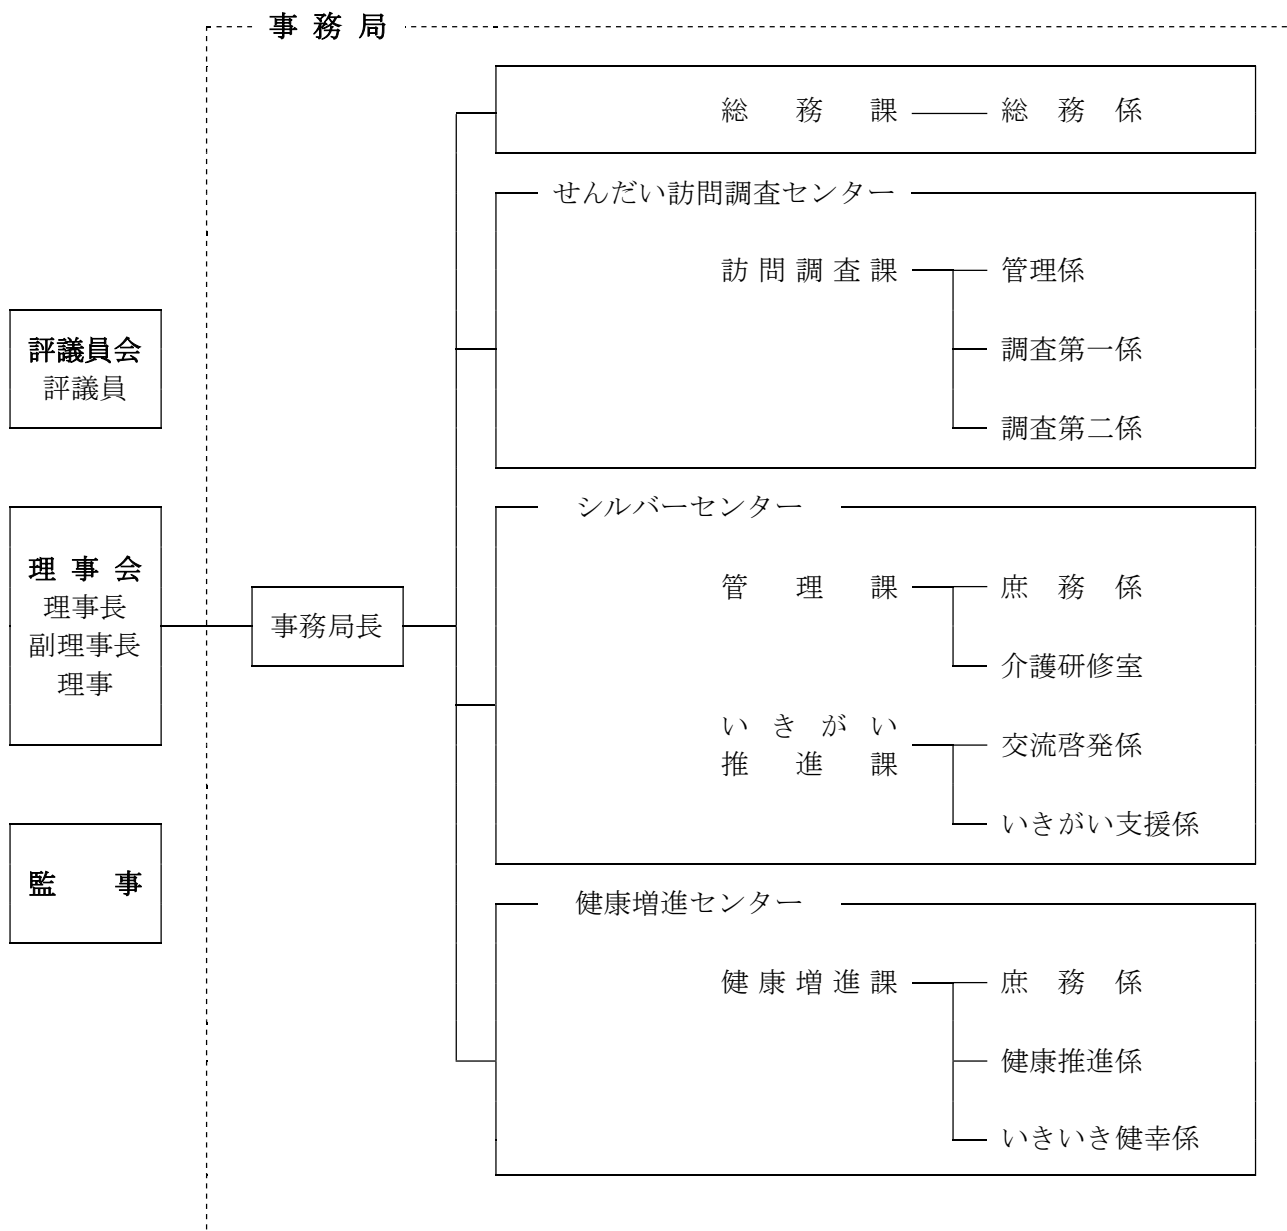 事務局
総務課 総務係
せんだい訪問調査センター
訪問調査課 管理係
調査第一係
調査第二係
評議員会
評議員
シルバーセンター
理事会
理事長
副理事長
理事
事務局長
管理課 庶務係
介護研修室
いきがい
推進課
交流啓発係
いきがい支援係
監事
健康増進センター
健康増進課 庶務係
健康推進係
いきいき健幸係